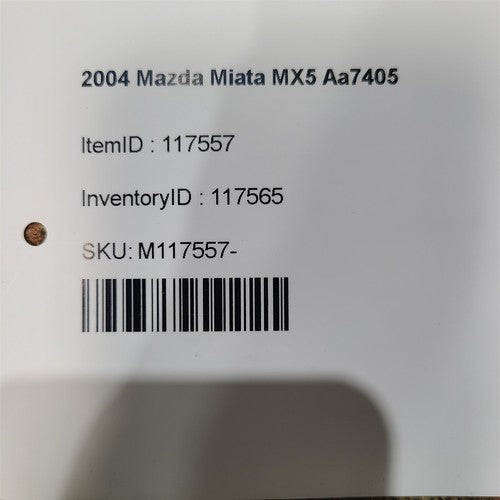 2004 Mazda Miata MX5 Aa7405
ItemID : 117557
InventoryID : 117565
SKU: M117557-